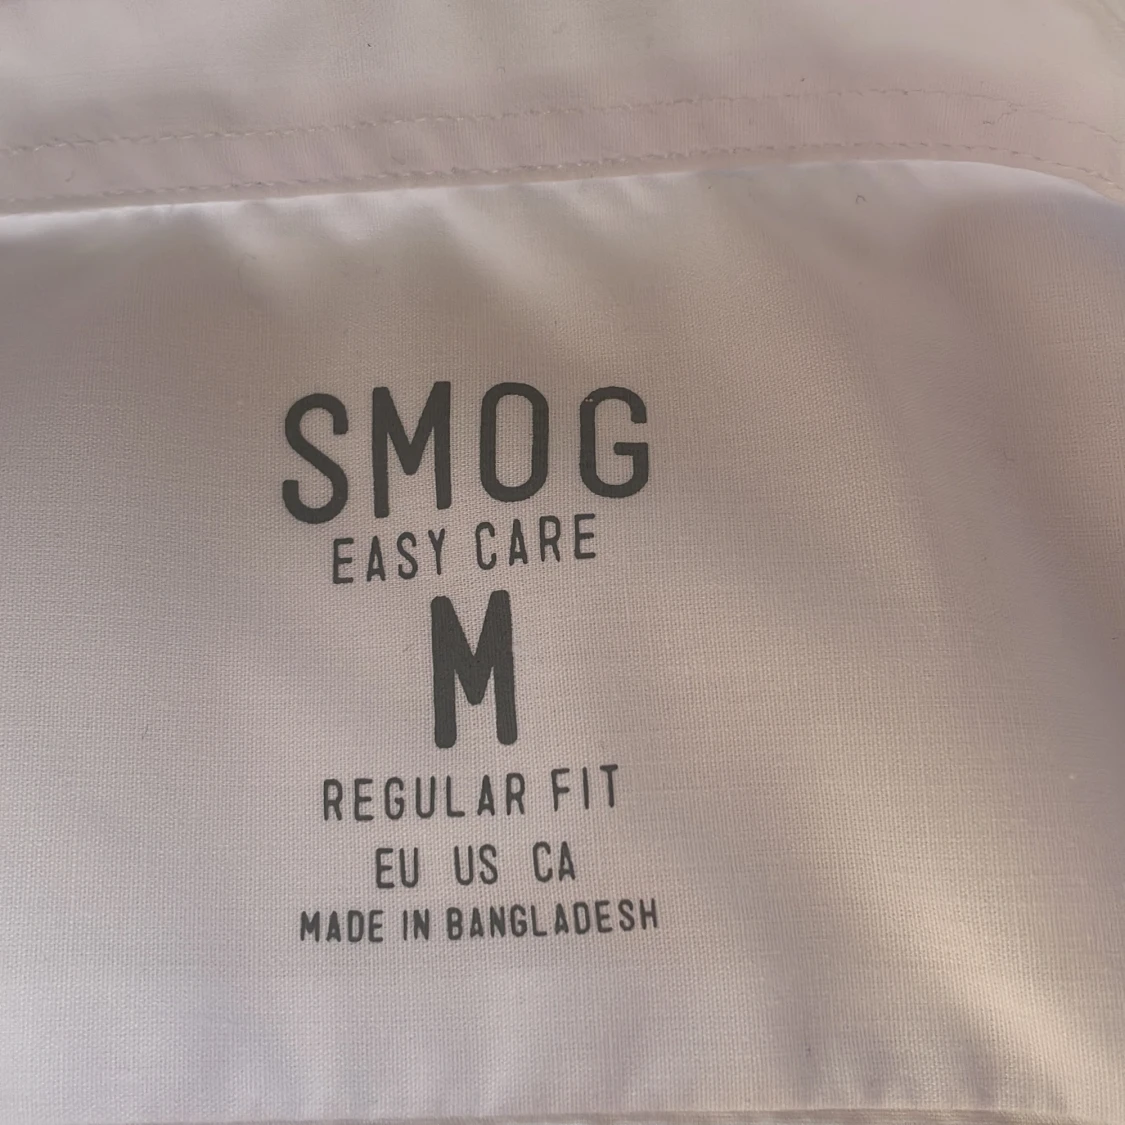 SMOG
EASY CARE
M
REGULAR FIT
EU US CA
MADE IN BANGLADESH